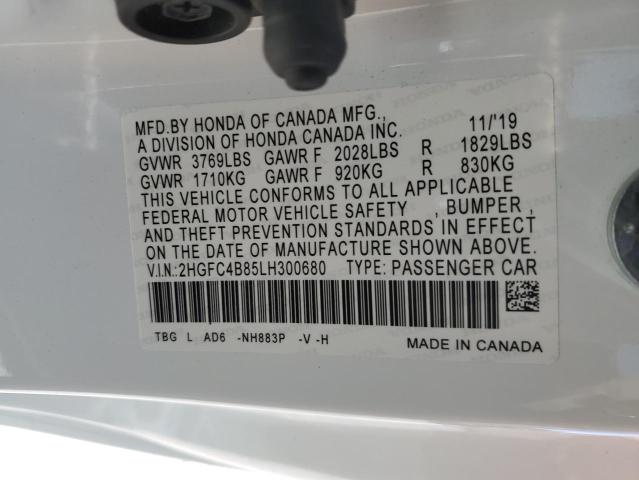 MFD.BY HONDA OF CANADA MFG., 11/'19
A DIVISION OF HONDA CANADA INC.
GVWR 3769LBS GAWR F 2028LBS R 1829LBS
GVWR 1710KG GAWR F 920KG R 830KG
THIS VEHICLE CONFORMS TO ALL APPLICABLE
FEDERAL MOTOR VEHICLE SAFETY , BUMPER ,
AND THEFT PREVENTION STANDARDS IN EFFECT
ON THE DATE OF MANUFACTURE SHOWN ABOVE.
V.I.N.:2HGFC4B85LH300680 TYPE: PASSENGER CAR
TBG L AD6 -NH883P -V -H
MADE IN CANADA